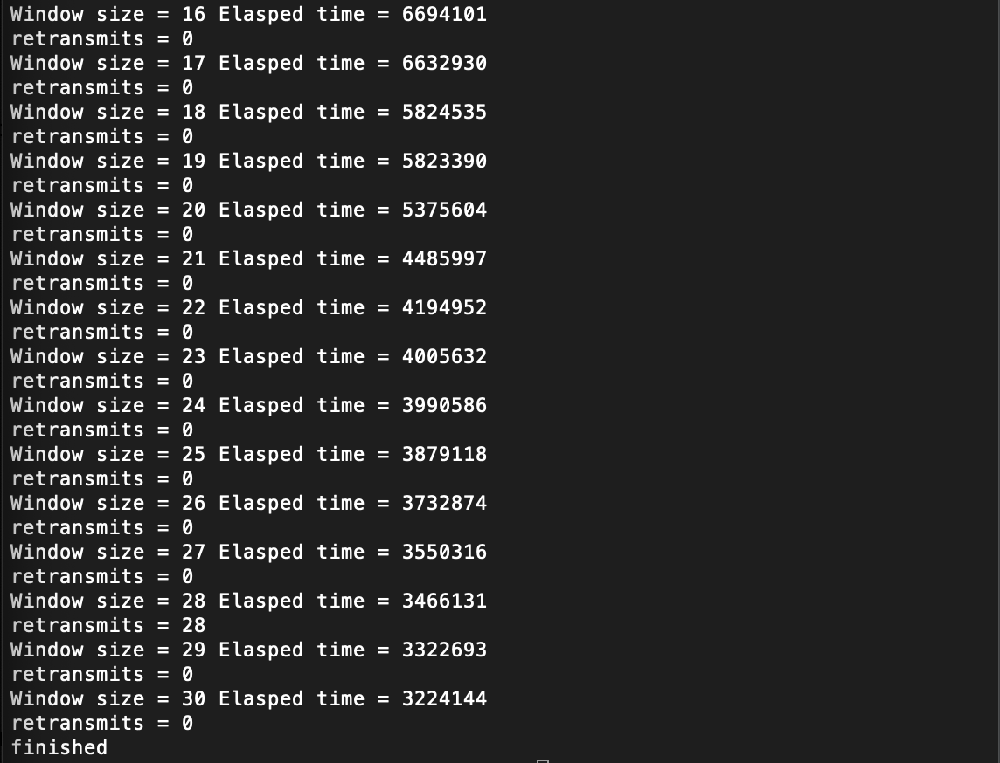 Window size = 16 Elasped time = 6694101
retransmits = 0
Window size = 17 Elasped time = 6632930
retransmits = 0
Window size = 18 Elasped time = 5824535
retransmits = 0
Window size = 19 Elasped time = 5823390
retransmits = 0
Window size = 20 Elasped time = 5375604
retransmits = 0
Window size = 21 Elasped time = 4485997
retransmits = 0
Window size = 22 Elasped time = 4194952
retransmits = 0
Window size = 23 Elasped time = 4005632
retransmits = 0
Window size = 24 Elasped time = 3990586
retransmits = 0
Window size = 25 Elasped time = 3879118
retransmits = 0
Window size = 26 Elasped time = 3732874
retransmits = 0
Window size = 27 Elasped time = 3550316
retransmits = 0
Window size = 28 Elasped time = 3466131
retransmits = 28
Window size = 29 Elasped time = 3322693
retransmits = 0
Window size = 30 Elasped time = 3224144
retransmits = 0
finished